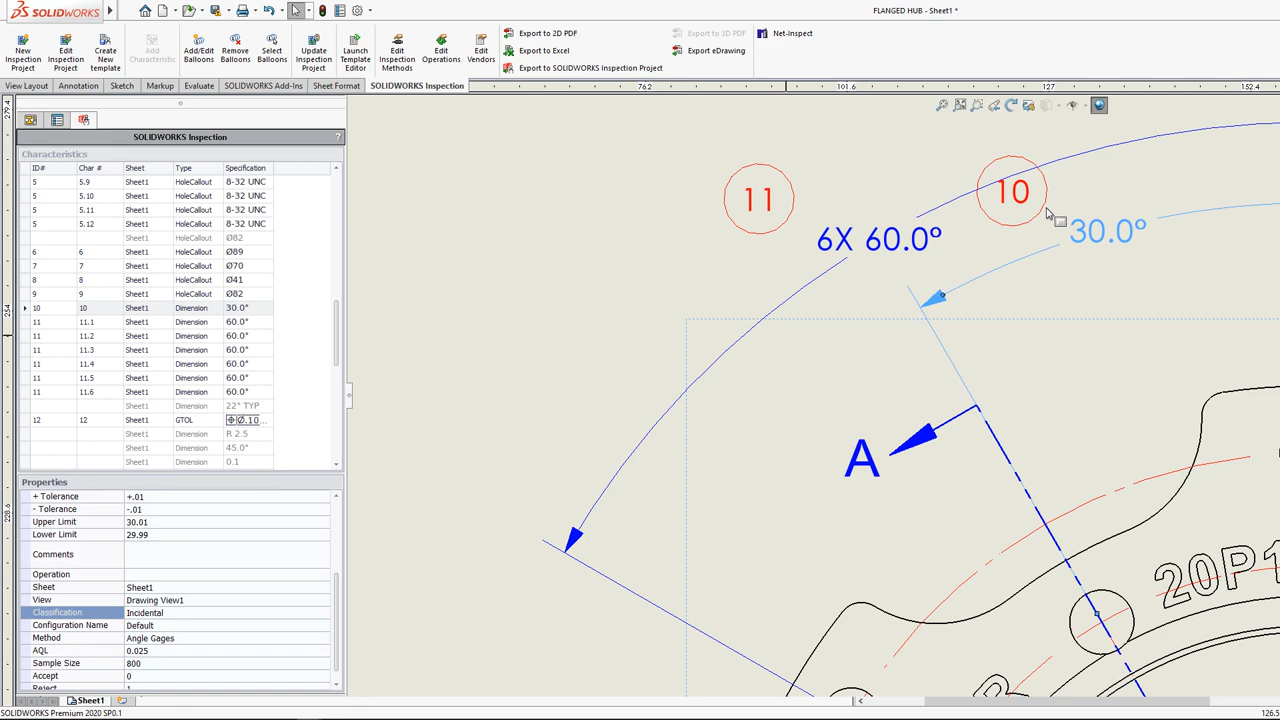 SOLIDWORKS
FLANGED HUB - Sheet1 *
New Inspection Project
Edit Inspection Project
Create New template
Add Characteristic
Add/Edit Balloons
Remove Balloons
Select Balloons
Update Inspection Project
Launch Template Editor
Edit Inspection Methods
Edit Operations
Edit Vendors
Export to 2D PDF
Export to Excel
Export to SOLIDWORKS Inspection Project
Export to 3D PDF
Export eDrawing
Net-Inspect
View Layout Annotation Sketch Markup Evaluate SOLIDWORKS Add-Ins Sheet Format SOLIDWORKS Inspection
76.2 101.6 127 152.4
279.4
254
228.6
SOLIDWORKS Inspection ?
Characteristics
ID# Char # Sheet Type Specification
5 5.9 Sheet1 HoleCallout 8-32 UNC
5 5.10 Sheet1 HoleCallout 8-32 UNC
5 5.11 Sheet1 HoleCallout 8-32 UNC
5 5.12 Sheet1 HoleCallout 8-32 UNC
Sheet1 HoleCallout Ø82
6 6 Sheet1 HoleCallout Ø89
7 7 Sheet1 HoleCallout Ø70
8 8 Sheet1 HoleCallout Ø41
9 9 Sheet1 HoleCallout Ø82
10 10 Sheet1 Dimension 30.0°
11 11.1 Sheet1 Dimension 60.0°
11 11.2 Sheet1 Dimension 60.0°
11 11.3 Sheet1 Dimension 60.0°
11 11.4 Sheet1 Dimension 60.0°
11 11.5 Sheet1 Dimension 60.0°
11 11.6 Sheet1 Dimension 60.0°
Sheet1 Dimension 22° TYP
12 12 Sheet1 GTOL ⌖ Ø.10...
Sheet1 Dimension R 2.5
Sheet1 Dimension 45.0°
Sheet1 Dimension 0.1
Properties
+ Tolerance +.01
- Tolerance -.01
Upper Limit 30.01
Lower Limit 29.99
Comments
Operation
Sheet Sheet1
View Drawing View1
Classification Incidental
Configuration Name Default
Method Angle Gages
AQL 0.025
Sample Size 800
Accept 0
Reject 1
11
10
6X 60.0°
30.0°
A
20P1
Sheet1
SOLIDWORKS Premium 2020 SP0.1
126.5